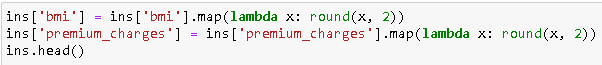 ins['bmi'] = ins['bmi'].map(lambda x: round(x, 2))
ins['premium_charges'] = ins['premium_charges'].map(lambda x: round(x, 2))
ins.head()